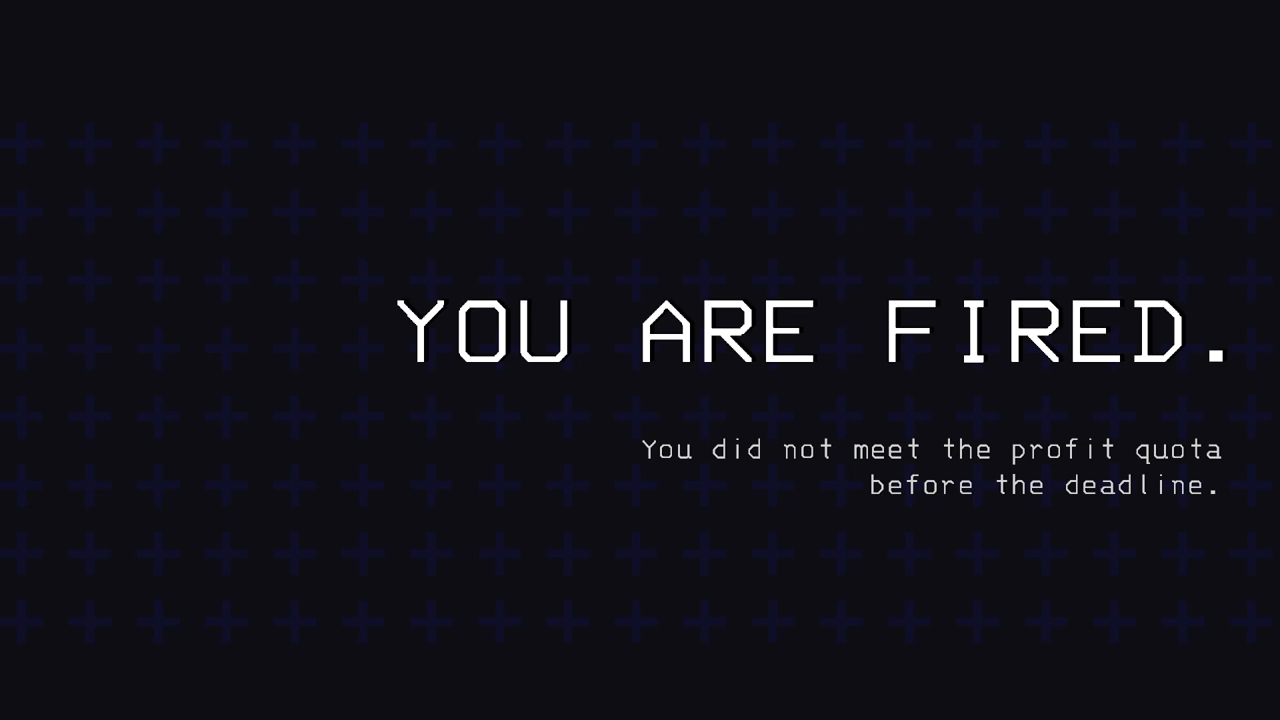 YOU ARE FIRED.
You did not meet the profit quota
before the deadline.